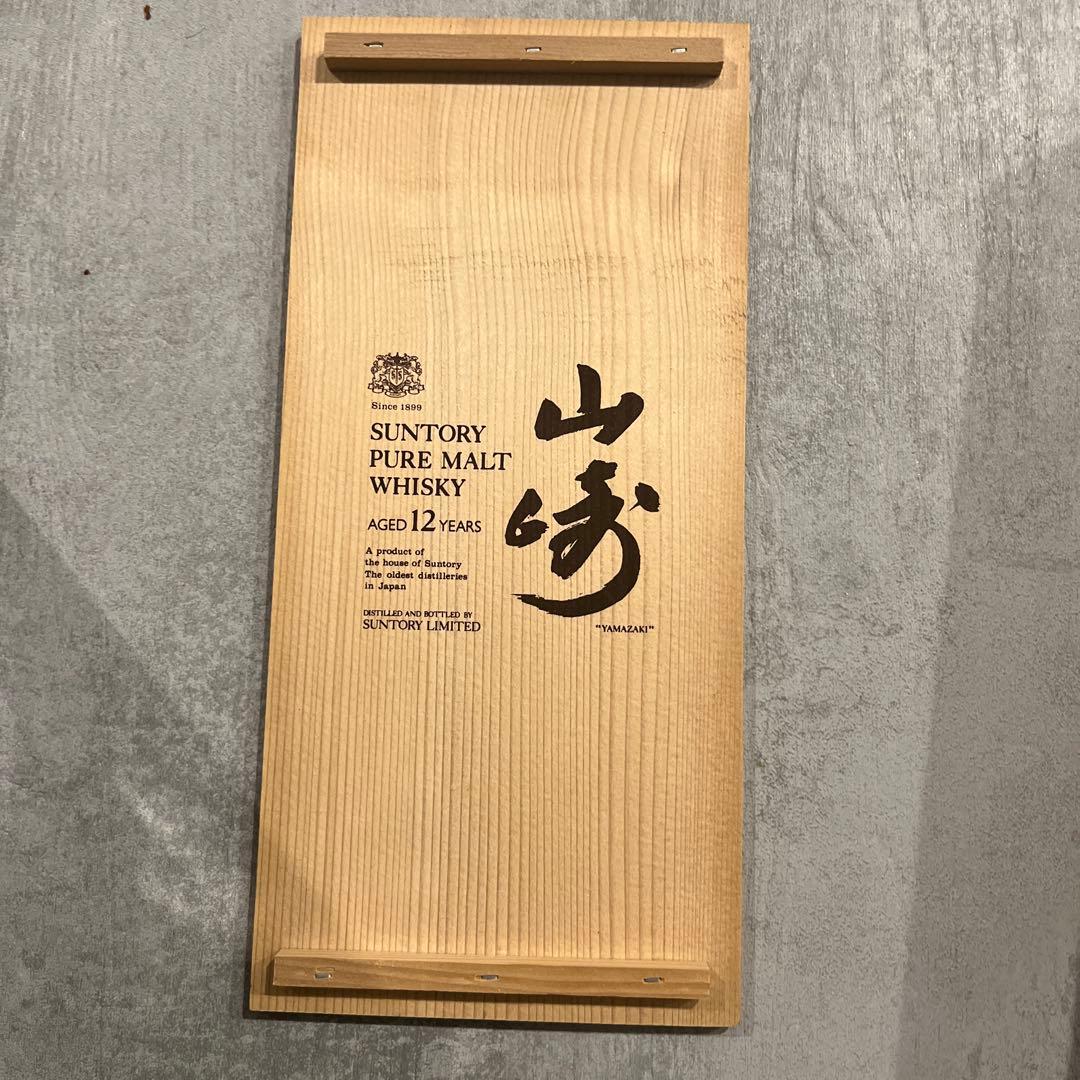 Since 1899
SUNTORY
PURE MALT
WHISKY
AGED 12 YEARS
A product of
the house of Suntory
The oldest distilleries
in Japan
DISTILLED AND BOTTLED BY
SUNTORY LIMITED
山
崎
"YAMAZAKI"